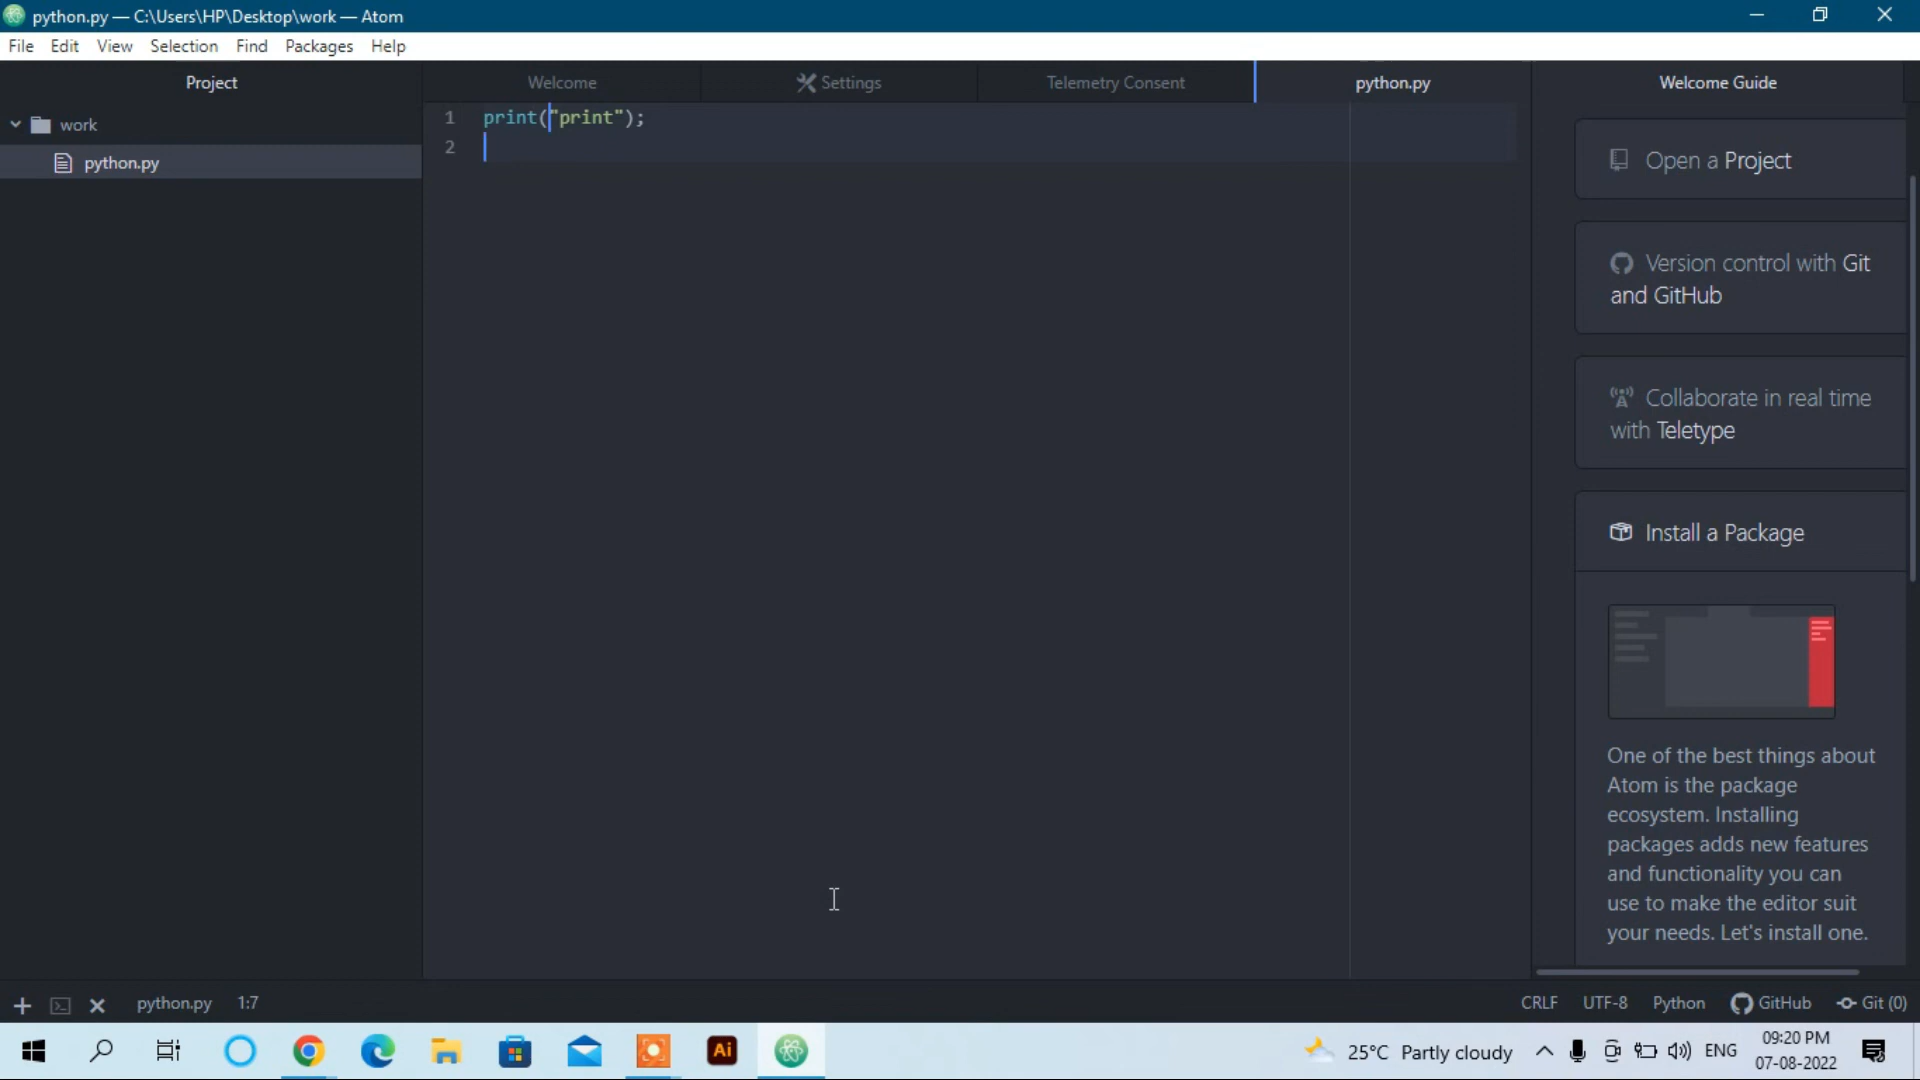 python.py — C:\Users\HP\Desktop\work — Atom
File Edit View Selection Find Packages Help
Project
Welcome
Settings
Telemetry Consent
python.py
Welcome Guide
work
python.py
1 print("print");
2
Open a Project
Version control with Git
and GitHub
Collaborate in real time
with Teletype
Install a Package
One of the best things about
Atom is the package
ecosystem. Installing
packages adds new features
and functionality you can
use to make the editor suit
your needs. Let's install one.
python.py 1:7
CRLF UTF-8 Python GitHub Git (0)
Ai
25°C Partly cloudy
ENG
09:20 PM
07-08-2022